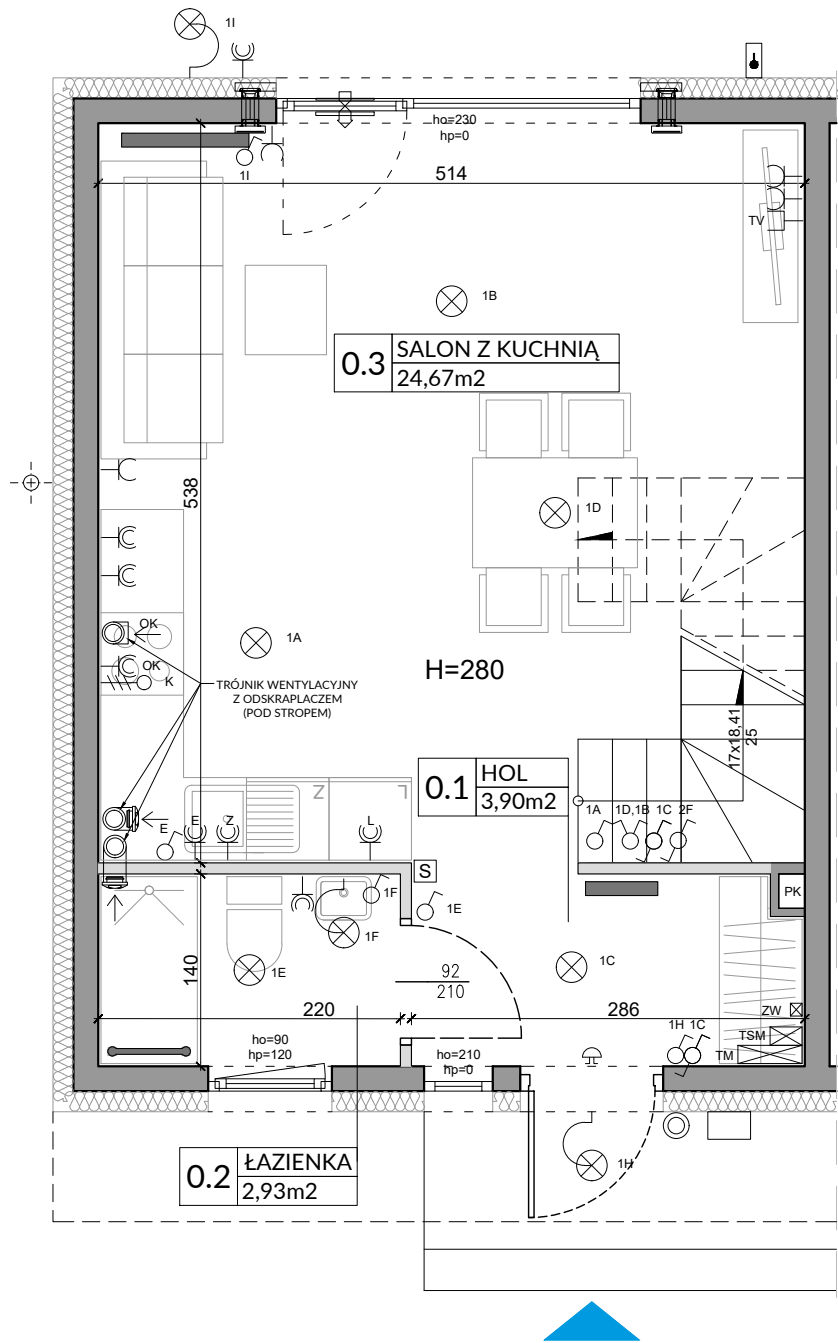 1I
ho=230
hp=0
1I
514
TV
1B
0.3
SALON Z KUCHNIĄ
24,67m2
538
1D
OK
1A
OK
K
TRÓJNIK WENTYLACYJNY
Z ODSKRAPLACZEM
(POD STROPEM)
H=280
17x18,41
25
0.1
HOL
3,90m2
Z
1A
1D,1B
1C
2F
E
E
Z
L
S
PK
1F
1E
1F
1E
1C
140
92
210
220
286
ZW
TSM
TM
1H
1C
ho=90
hp=120
ho=210
hp=0
1H
0.2
ŁAZIENKA
2,93m2